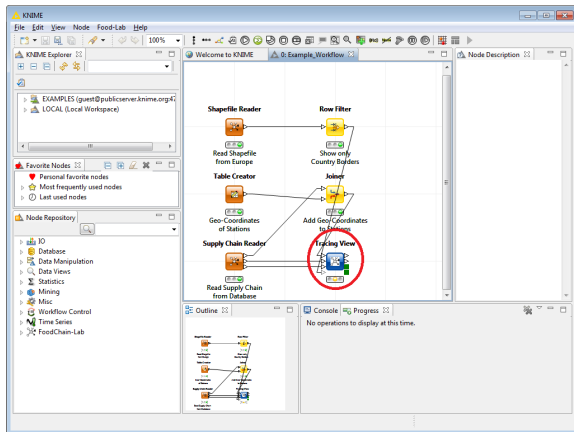 KNIME
File Edit View Node Food-Lab Help
100%
KNIME Explorer
EXAMPLES (guest@publicserver.knime.org:47
LOCAL (Local Workspace)
Favorite Nodes
Personal favorite nodes
Most frequently used nodes
Last used nodes
Node Repository
IO
Database
Data Manipulation
Data Views
Statistics
Mining
Misc
Workflow Control
Time Series
FoodChain-Lab
Welcome to KNIME
0: Example_Workflow
Shapefile Reader
Row Filter
Read Shapefile
from Europe
Show only
Country Borders
Table Creator
Joiner
Geo-Coordinates
of Stations
Add Geo-Coordinates
to Stations
Supply Chain Reader
Tracing View
Read Supply Chain
from Database
Node Description
Outline
Console
Progress
No operations to display at this time.